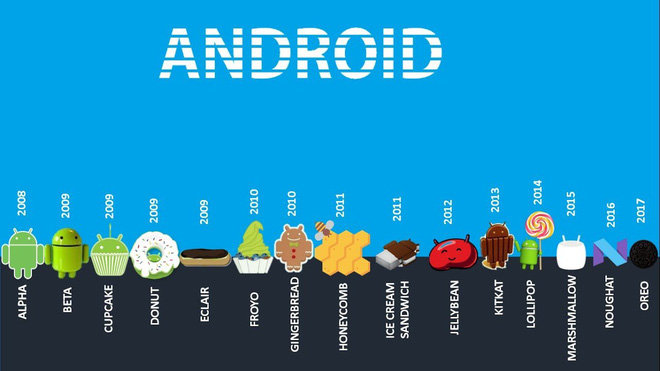 ANDROID
2008
2009
2009
2009
2009
2010
2010
2011
2011
2012
2013
2014
2015
2016
2017
ALPHA
BETA
CUPCAKE
DONUT
ECLAIR
FROYO
GINGERBREAD
HONEYCOMB
ICE CREAM
SANDWICH
JELLYBEAN
KITKAT
LOLLIPOP
MARSHMALLOW
NOUGHAT
OREO